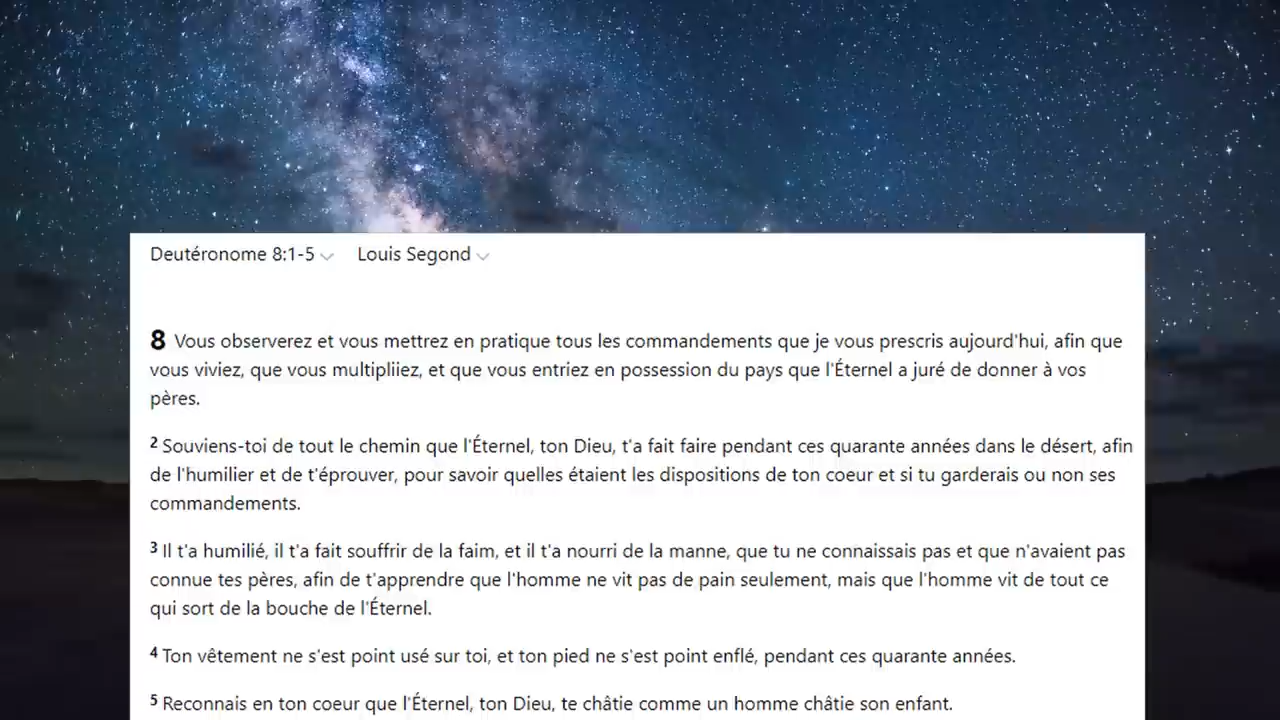 Deutéronome 8:1-5 Louis Segond
8 Vous observerez et vous mettrez en pratique tous les commandements que je vous prescris aujourd'hui, afin que
vous viviez, que vous multipliiez, et que vous entriez en possession du pays que l'Éternel a juré de donner à vos
pères.
2 Souviens-toi de tout le chemin que l'Éternel, ton Dieu, t'a fait faire pendant ces quarante années dans le désert, afin
de l'humilier et de t'éprouver, pour savoir quelles étaient les dispositions de ton coeur et si tu garderais ou non ses
commandements.
3 Il t'a humilié, il t'a fait souffrir de la faim, et il t'a nourri de la manne, que tu ne connaissais pas et que n'avaient pas
connue tes pères, afin de t'apprendre que l'homme ne vit pas de pain seulement, mais que l'homme vit de tout ce
qui sort de la bouche de l'Éternel.
4 Ton vêtement ne s'est point usé sur toi, et ton pied ne s'est point enflé, pendant ces quarante années.
5 Reconnais en ton coeur que l'Éternel, ton Dieu, te châtie comme un homme châtie son enfant.